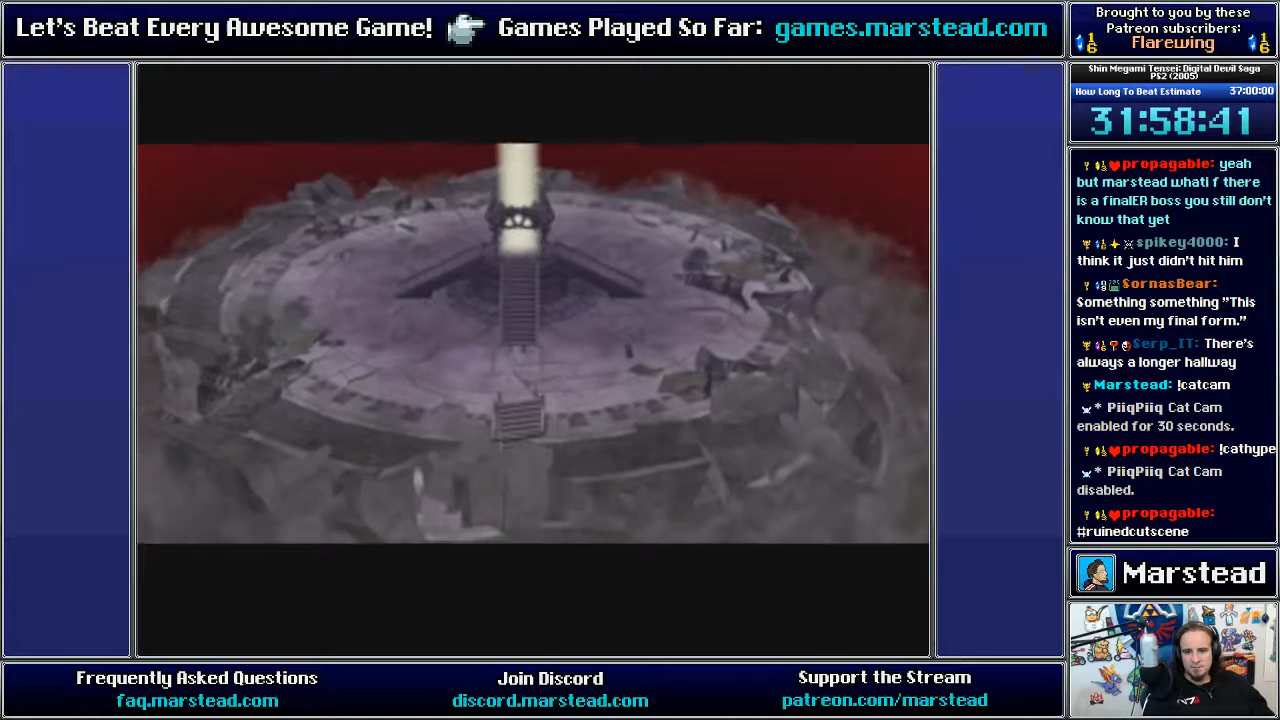 Let's Beat Every Awesome Game! Games Played So Far: games.marstead.com
Brought to you by these
Patreon subscribers:
Flarewing
Shin Megami Tensei: Digital Devil Saga
PS2 (2005)
How Long To Beat Estimate 37:00:00
31:58:41
propagable: yeah
but marstead whati f there
is a finalER boss you still don't
know that yet
spikey4000: I
think it just didn't hit him
SornasBear:
Something something "This
isn't even my final form."
Serp_IT: There's
always a longer hallway
Marstead: !catcam
* PiiqPiiq Cat Cam
enabled for 30 seconds.
propagable: !cathype
* PiiqPiiq Cat Cam
disabled.
propagable:
#ruinedcutscene
Marstead
Frequently Asked Questions
faq.marstead.com
Join Discord
discord.marstead.com
Support the Stream
patreon.com/marstead